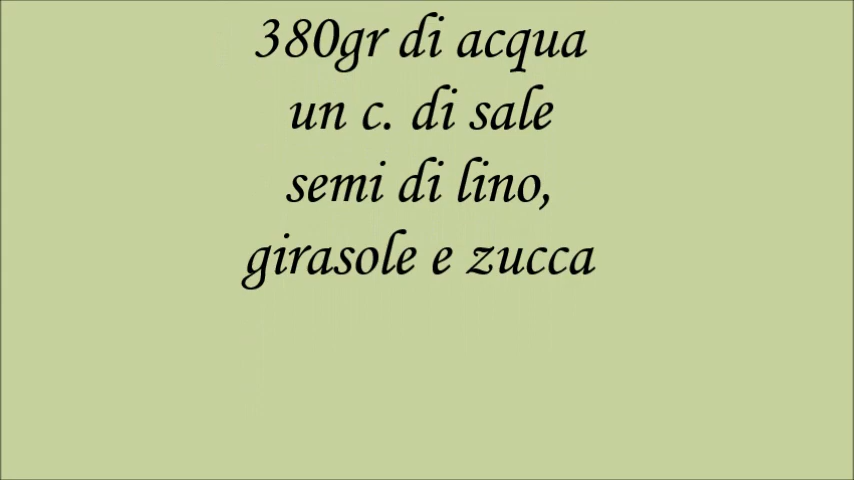 380gr di acqua
un c. di sale
semi di lino,
girasole e zucca